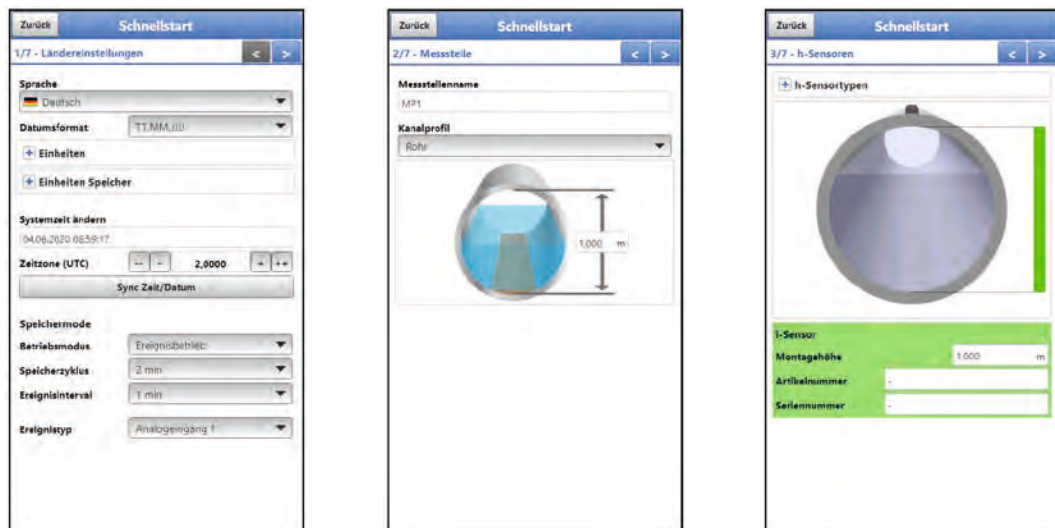 Zurück
Schnellstart
1/7 - Ländereinstellungen
< >
Sprache
Deutsch
Datumsformat
TT.MM.JJJJ
+ Einheiten
+ Einheiten Speicher
Systemzeit ändern
04.06.2020 08:59:17
Zeitzone (UTC) -- - 2,0000 + ++
Sync Zeit/Datum
Speichermode
Betriebsmodus Ereignisbetrieb
Speicherzyklus 2 min
Ereignisinterval 1 min
Ereignistyp Analogeingang 1
Zurück
Schnellstart
2/7 - Messstelle
< >
Messstellenname
MP1
Kanalprofil
Rohr
1,000 m
Zurück
Schnellstart
3/7 - h-Sensoren
< >
+ h-Sensortypen
i-Sensor
Montagehöhe 1,000 m
Artikelnummer -
Seriennummer -